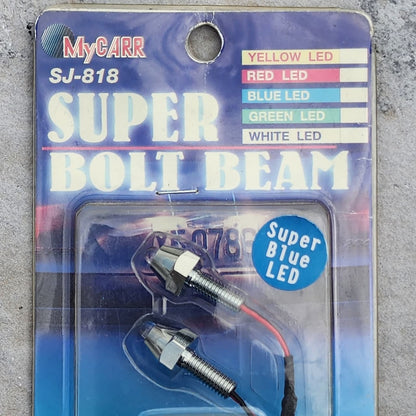 MyCARR
SJ-818
YELLOW LED
RED LED
BLUE LED
GREEN LED
WHITE LED
SUPER
BOLT BEAM
Super
Blue
LED